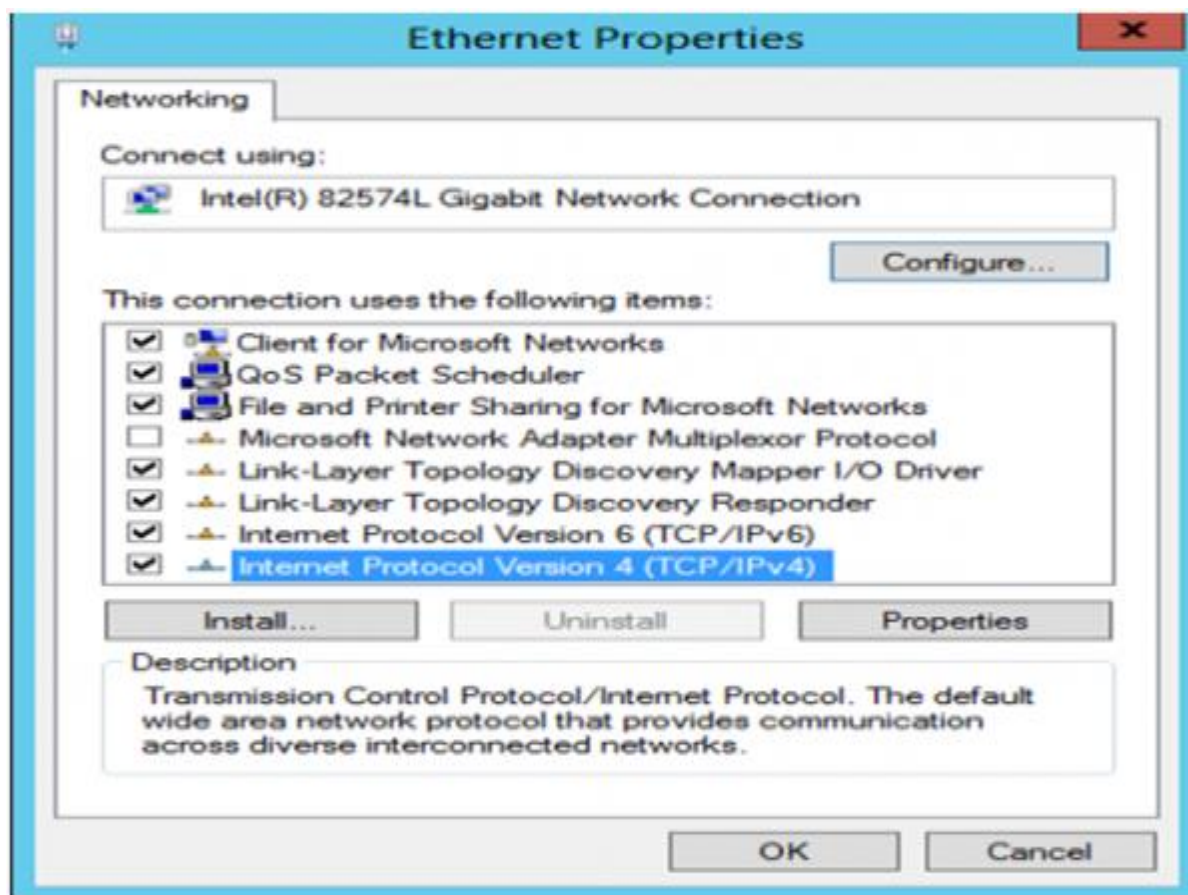 Ethernet Properties
Networking
Connect using:
Intel(R) 82574L Gigabit Network Connection
Configure...
This connection uses the following items:
Client for Microsoft Networks
QoS Packet Scheduler
File and Printer Sharing for Microsoft Networks
Microsoft Network Adapter Multiplexor Protocol
Link-Layer Topology Discovery Mapper I/O Driver
Link-Layer Topology Discovery Responder
Internet Protocol Version 6 (TCP/IPv6)
Internet Protocol Version 4 (TCP/IPv4)
Install... Uninstall Properties
Description
Transmission Control Protocol/Internet Protocol. The default
wide area network protocol that provides communication
across diverse interconnected networks.
OK Cancel